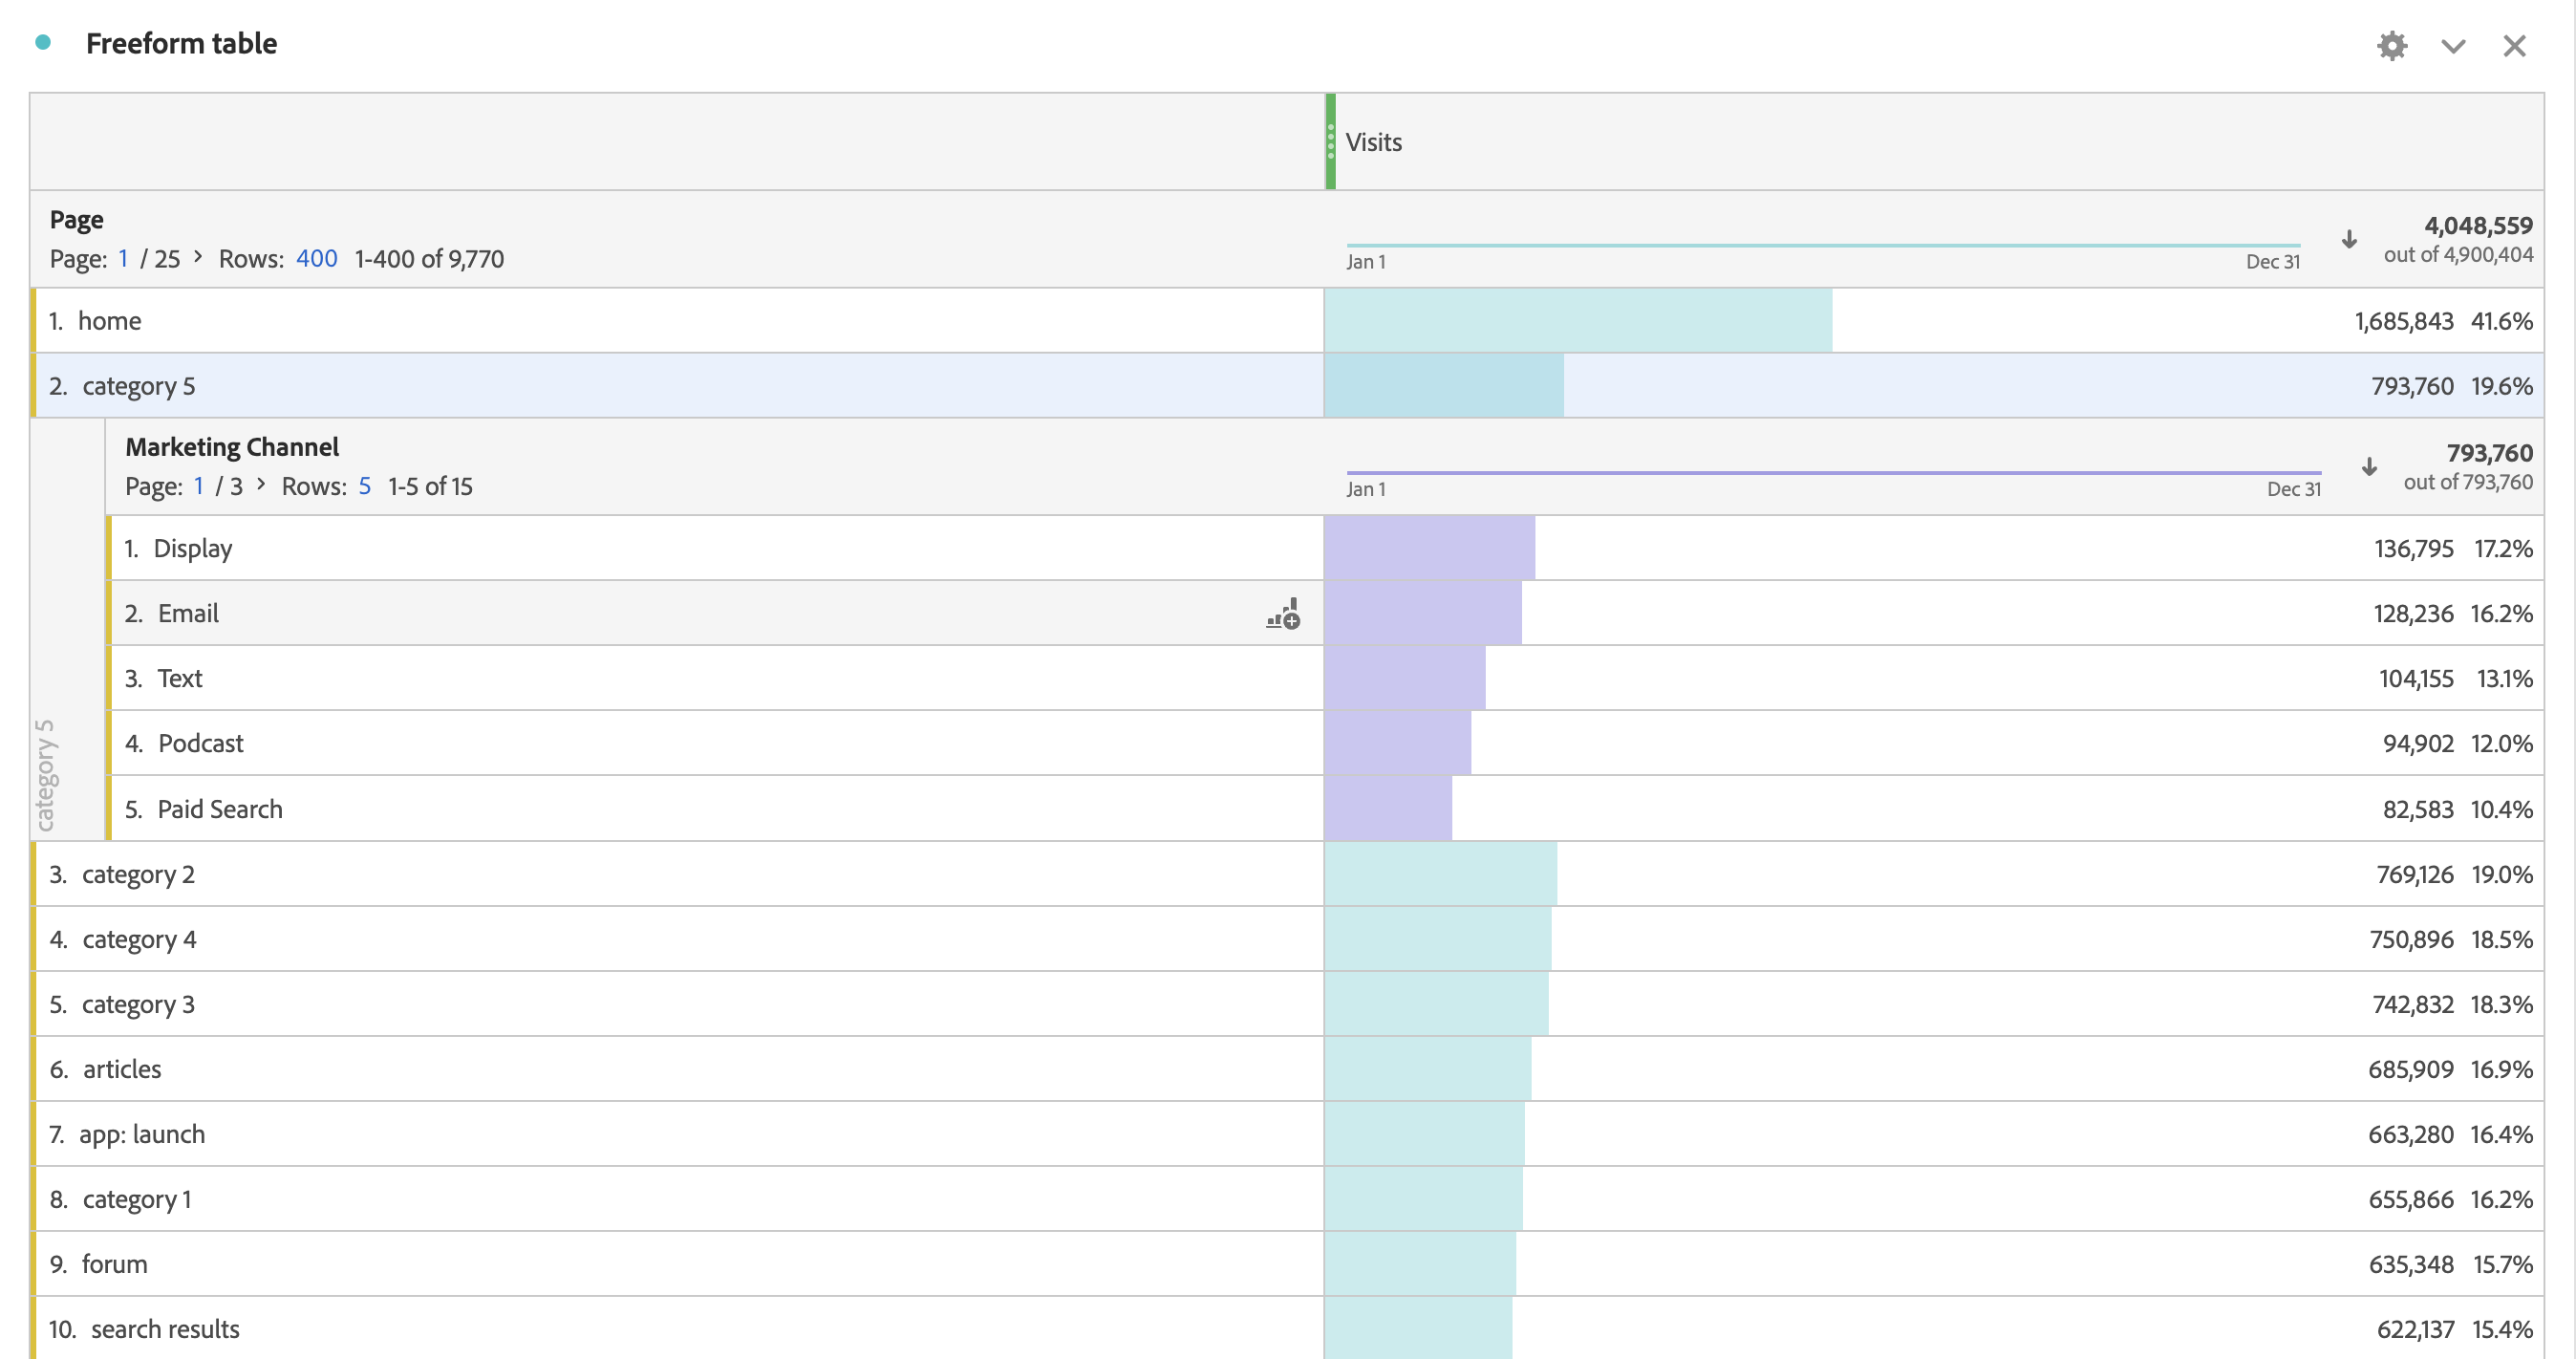 Freeform table
Visits
Page
Page: 1 / 25 > Rows: 400 1-400 of 9,770
Jan 1 Dec 31
4,048,559
out of 4,900,404
1. home 1,685,843 41.6%
2. category 5 793,760 19.6%
Marketing Channel
Page: 1 / 3 > Rows: 5 1-5 of 15
Jan 1 Dec 31
793,760
out of 793,760
1. Display 136,795 17.2%
2. Email 128,236 16.2%
3. Text 104,155 13.1%
4. Podcast 94,902 12.0%
5. Paid Search 82,583 10.4%
category 5
3. category 2 769,126 19.0%
4. category 4 750,896 18.5%
5. category 3 742,832 18.3%
6. articles 685,909 16.9%
7. app: launch 663,280 16.4%
8. category 1 655,866 16.2%
9. forum 635,348 15.7%
10. search results 622,137 15.4%